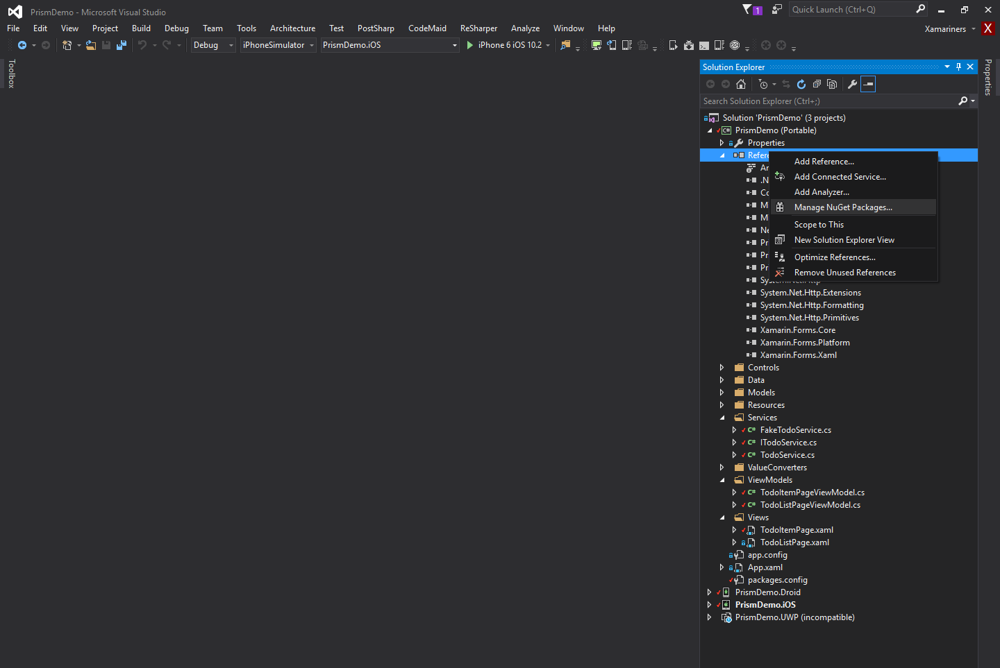 PrismDemo - Microsoft Visual Studio
1
Quick Launch (Ctrl+Q)
File Edit View Project Build Debug Team Tools Architecture Test PostSharp CodeMaid ReSharper Analyze Window Help
Xamariners X
Debug iPhoneSimulator PrismDemo.iOS iPhone 6 iOS 10.2
Toolbox
Properties
Solution Explorer
Search Solution Explorer (Ctrl+;)
Solution 'PrismDemo' (3 projects)
C# PrismDemo (Portable)
Properties
Refere
Add Reference...
Add Connected Service...
Add Analyzer...
Manage NuGet Packages...
Scope to This
New Solution Explorer View
Optimize References...
Remove Unused References
An
.N
Co
M
M
Ne
Pr
Pr
Pr
System.Net.Http
System.Net.Http.Extensions
System.Net.Http.Formatting
System.Net.Http.Primitives
Xamarin.Forms.Core
Xamarin.Forms.Platform
Xamarin.Forms.Xaml
Controls
Data
Models
Resources
Services
C# FakeTodoService.cs
C# ITodoService.cs
C# TodoService.cs
ValueConverters
ViewModels
C# TodoItemPageViewModel.cs
C# TodoListPageViewModel.cs
Views
TodoItemPage.xaml
TodoListPage.xaml
app.config
App.xaml
packages.config
PrismDemo.Droid
PrismDemo.iOS
PrismDemo.UWP (incompatible)